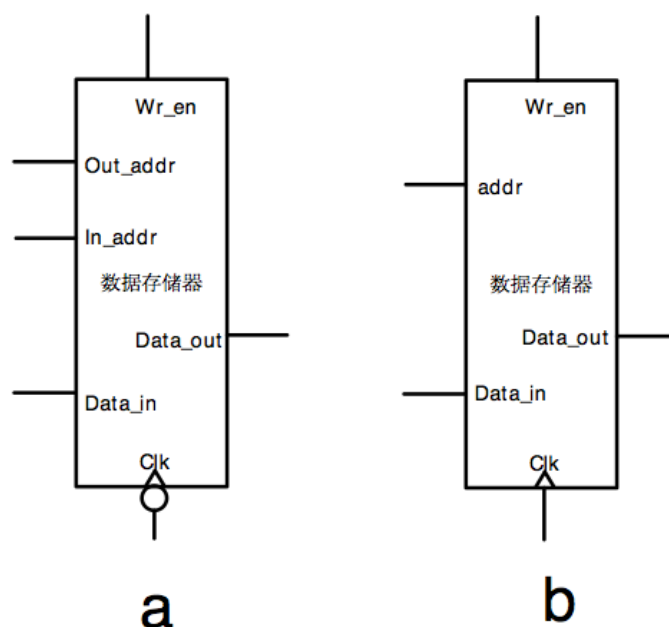 Wr_en
Out_addr
In_addr
数据存储器
Data_out
Data_in
Clk
a
Wr_en
addr
数据存储器
Data_out
Data_in
Clk
b